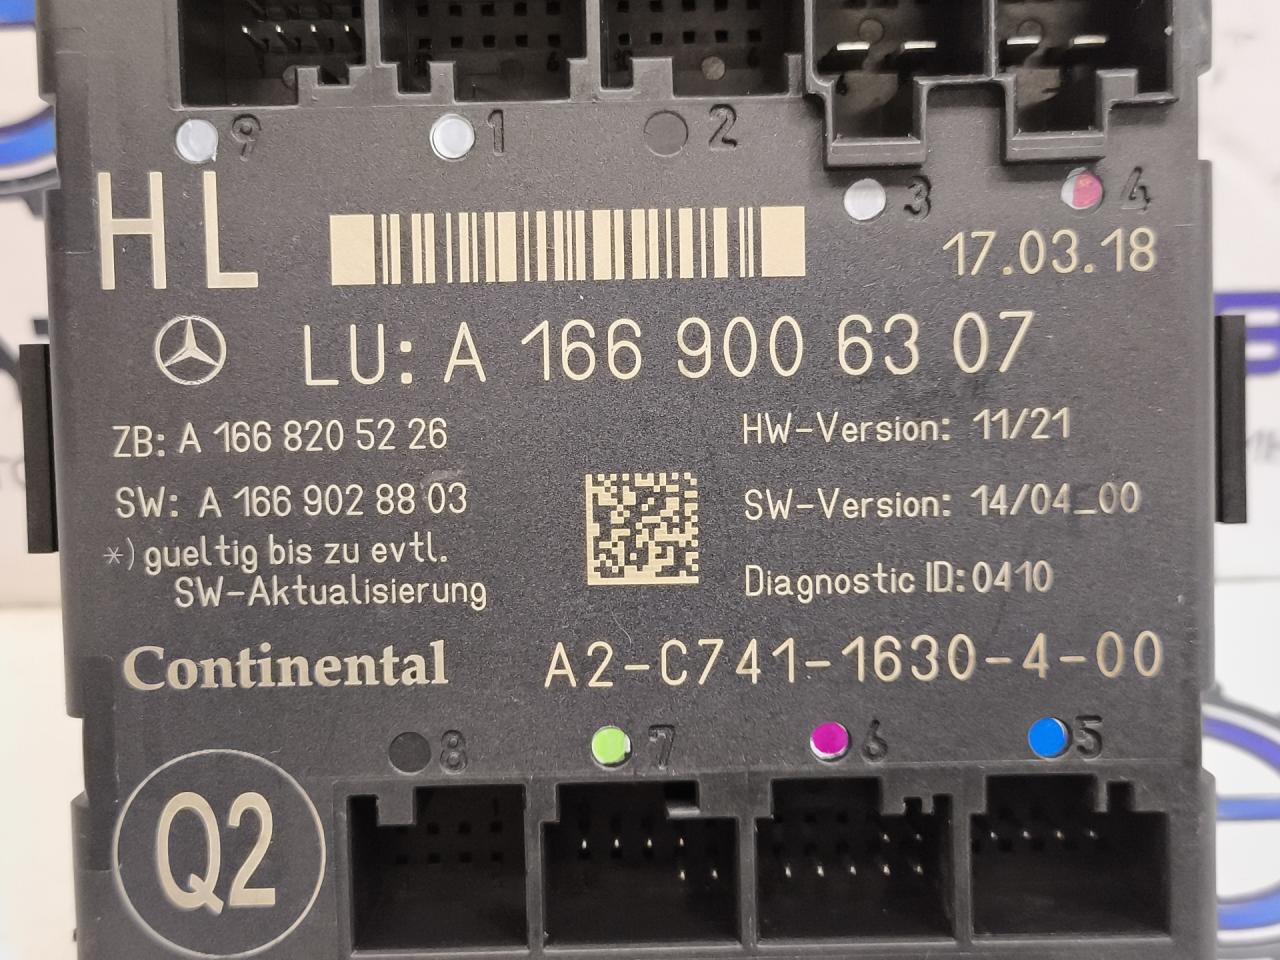 9 1 2
3 4
HL
17.03.18
LU: A 166 900 63 07
ZB: A 166 820 52 26
HW-Version: 11/21
SW: A 166 902 88 03
SW-Version: 14/04_00
*) gueltig bis zu evtl.
SW-Aktualisierung
Diagnostic ID: 0410
Continental
A2-C741-1630-4-00
8 7 6 5
Q2